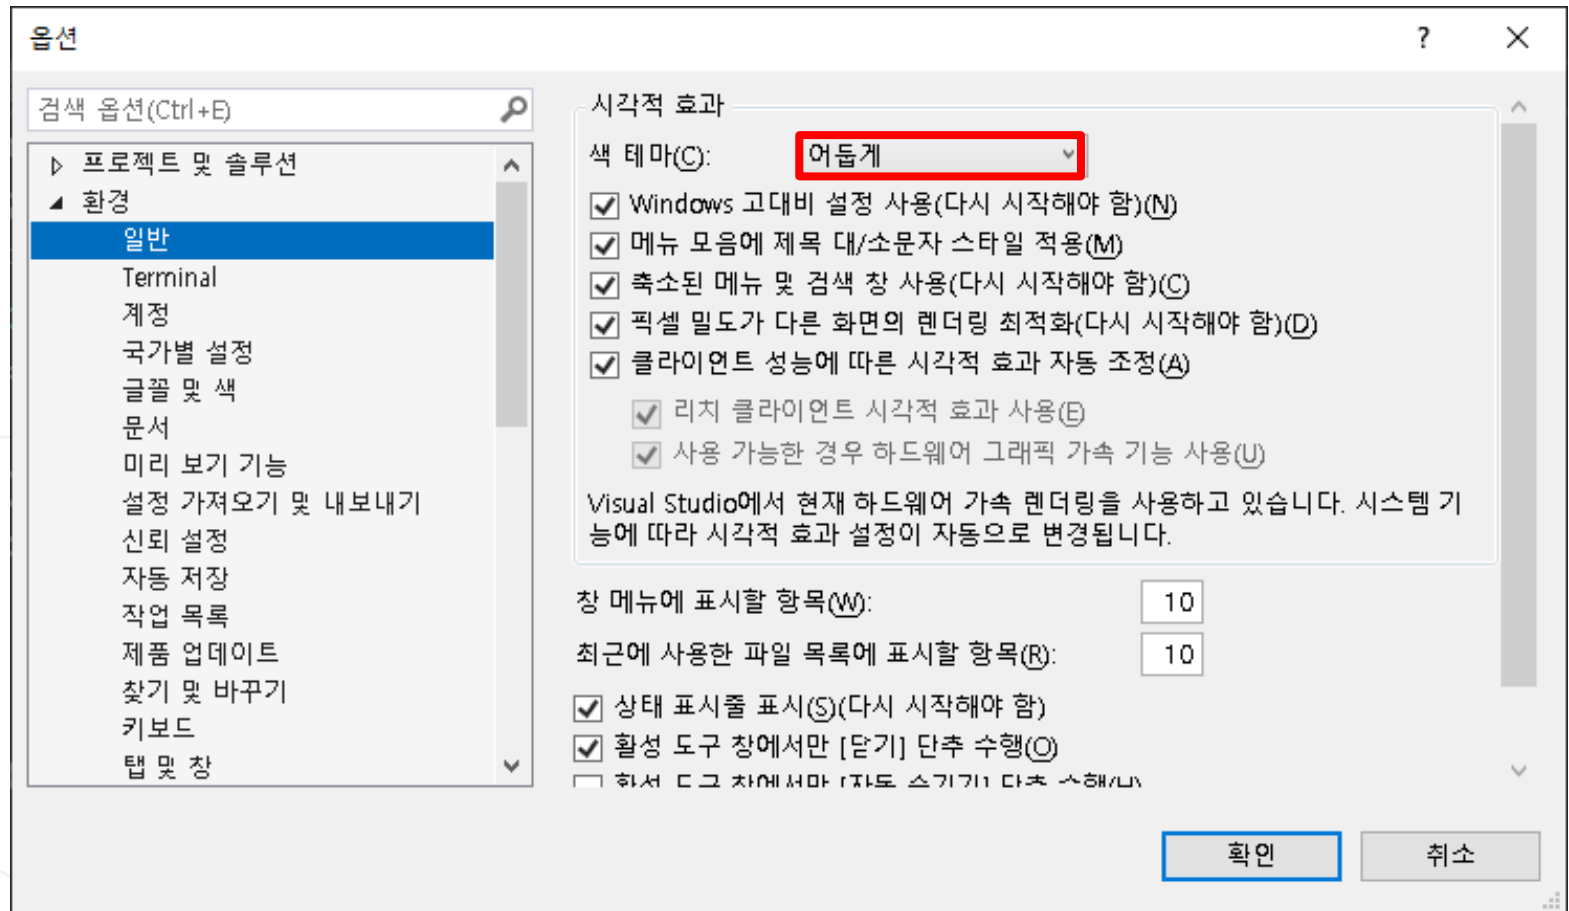 옵션
?
검색 옵션(Ctrl+E)
프로젝트 및 솔루션
환경
일반
Terminal
계정
국가별 설정
글꼴 및 색
문서
미리 보기 기능
설정 가져오기 및 내보내기
신뢰 설정
자동 저장
작업 목록
제품 업데이트
찾기 및 바꾸기
키보드
탭 및 창
시각적 효과
색 테마(C): 어둡게
Windows 고대비 설정 사용(다시 시작해야 함)(N)
메뉴 모음에 제목 대/소문자 스타일 적용(M)
축소된 메뉴 및 검색 창 사용(다시 시작해야 함)(C)
픽셀 밀도가 다른 화면의 렌더링 최적화(다시 시작해야 함)(D)
클라이언트 성능에 따른 시각적 효과 자동 조정(A)
리치 클라이언트 시각적 효과 사용(E)
사용 가능한 경우 하드웨어 그래픽 가속 기능 사용(U)
Visual Studio에서 현재 하드웨어 가속 렌더링을 사용하고 있습니다. 시스템 기
능에 따라 시각적 효과 설정이 자동으로 변경됩니다.
창 메뉴에 표시할 항목(W): 10
최근에 사용한 파일 목록에 표시할 항목(R): 10
상태 표시줄 표시(S)(다시 시작해야 함)
활성 도구 창에서만 [닫기] 단추 수행(O)
활성 도구 창에서만 [자동 숨기기] 단추 수행(H)
확인
취소